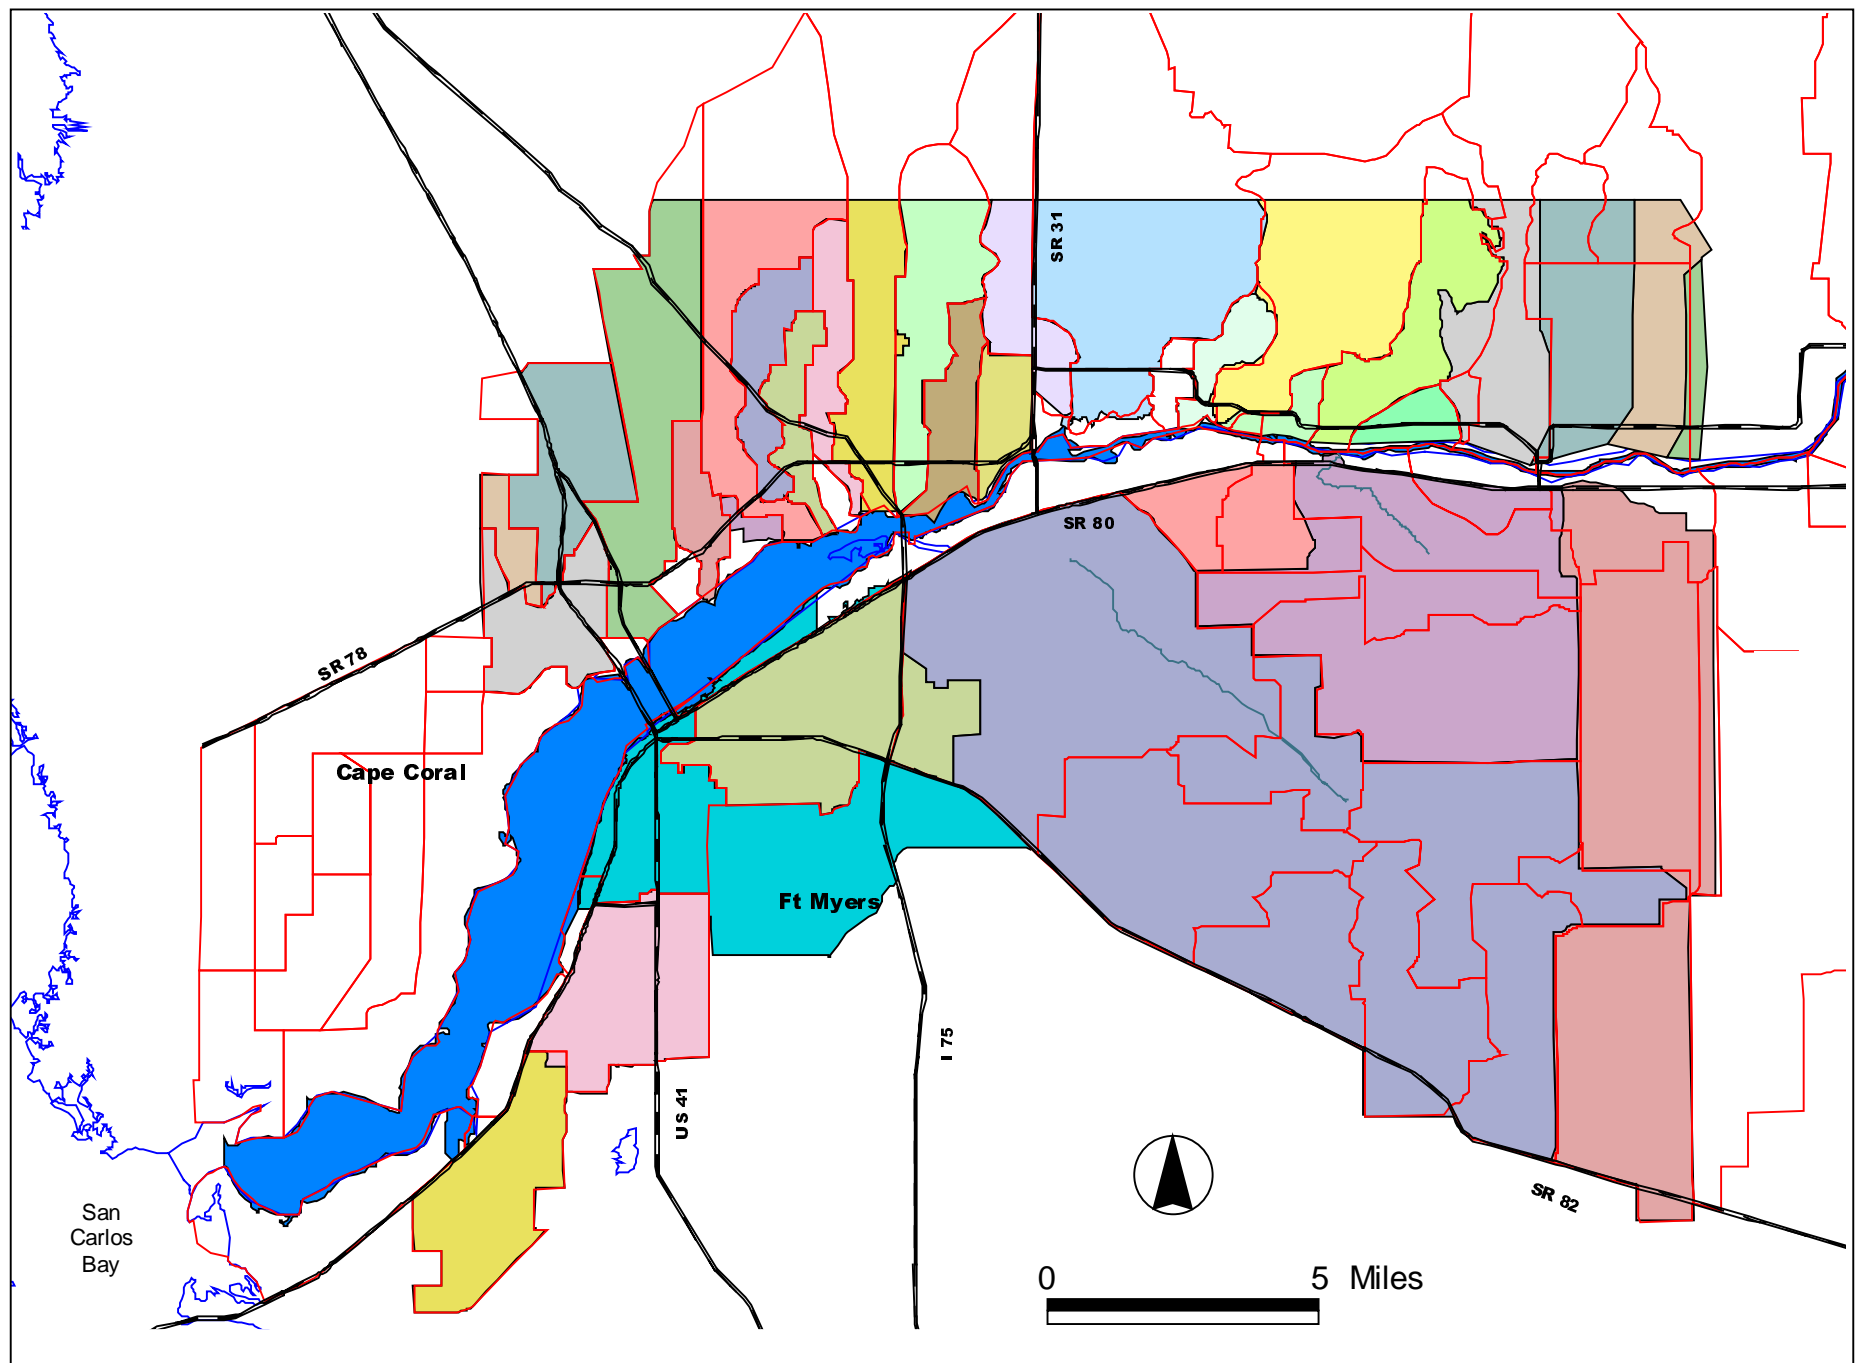 SR 31
SR 80
SR 78
Cape Coral
Ft Myers
I 75
US 41
SR 82
San
Carlos
Bay
0 5 Miles